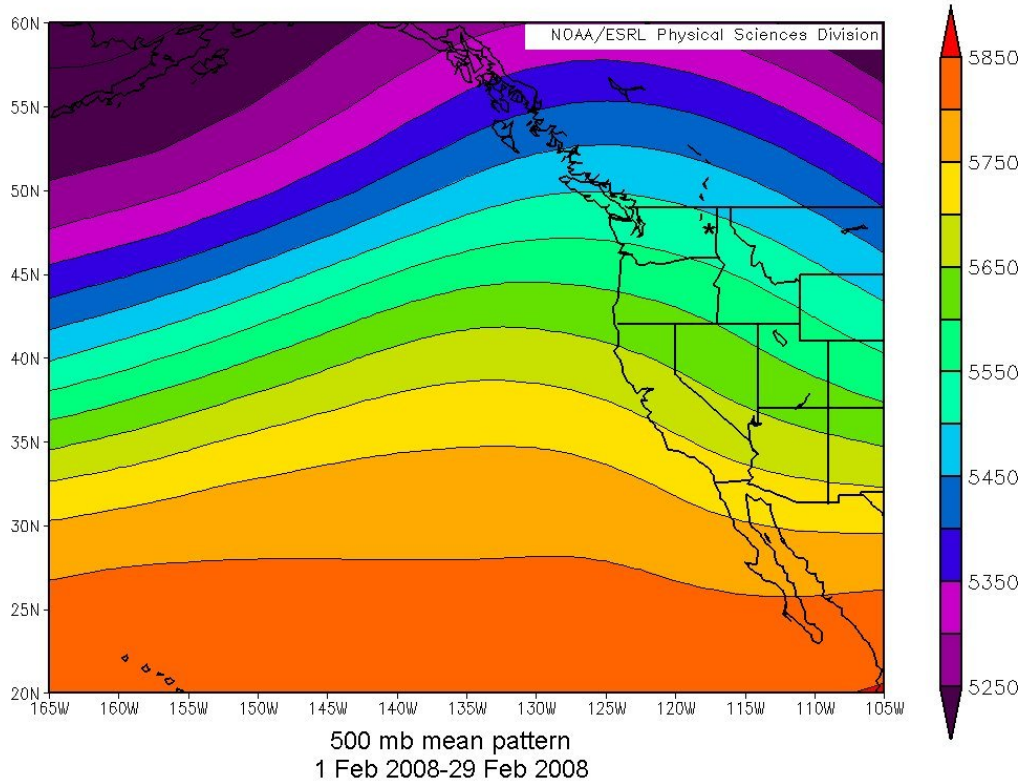 NOAA/ESRL Physical Sciences Division
60N
55N
50N
45N
40N
35N
30N
25N
20N
165W 160W 155W 150W 145W 140W 135W 130W 125W 120W 115W 110W 105W
5850
5750
5650
5550
5450
5350
5250
500 mb mean pattern
1 Feb 2008-29 Feb 2008